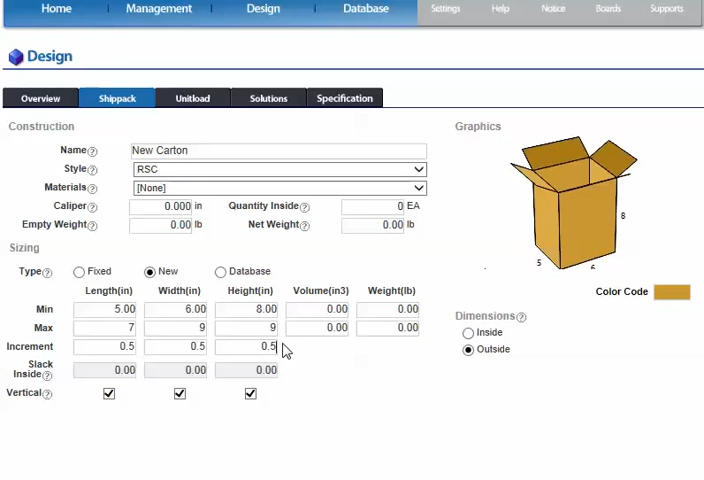 Home Management Design Database Settings Help Notice Boards Supports
Design
Overview Shippack Unitload Solutions Specification
Construction
Name? New Carton
Style? RSC
Materials? [None]
Caliper? 0.000 in Quantity Inside? 0 EA
Empty Weight? 0.00 lb Net Weight? 0.00 lb
Sizing
Type? Fixed New Database
Length(in) Width(in) Height(in) Volume(in3) Weight(lb)
Min 5.00 6.00 8.00 0.00 0.00
Max 7 9 9 0.00 0.00
Increment 0.5 0.5 0.5
Slack Inside? 0.00 0.00 0.00
Vertical?
Graphics
8
5
6
Color Code
Dimensions?
Inside
Outside